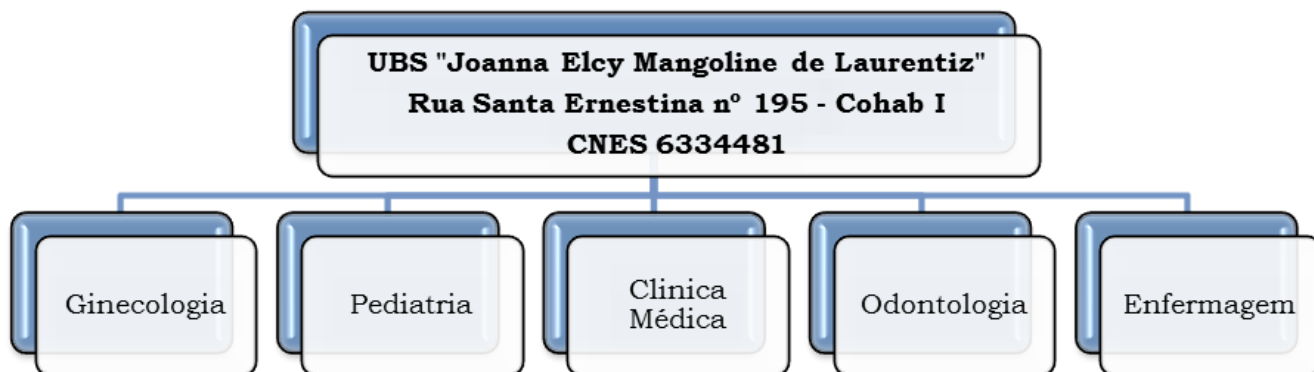 UBS "Joanna Elcy Mangoline de Laurentiz"
Rua Santa Ernestina nº 195 - Cohab I
CNES 6334481
Ginecologia
Pediatria
Clinica
Médica
Odontologia
Enfermagem